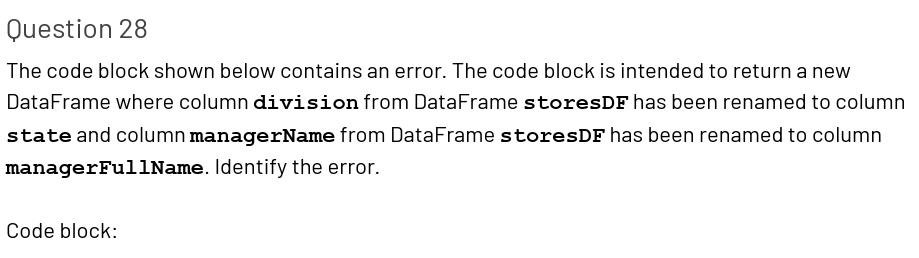 Question 28
The code block shown below contains an error. The code block is intended to return a new
DataFrame where column division from DataFrame storesDF has been renamed to column
state and column managerName from DataFrame storesDF has been renamed to column
managerFullName. Identify the error.
Code block: